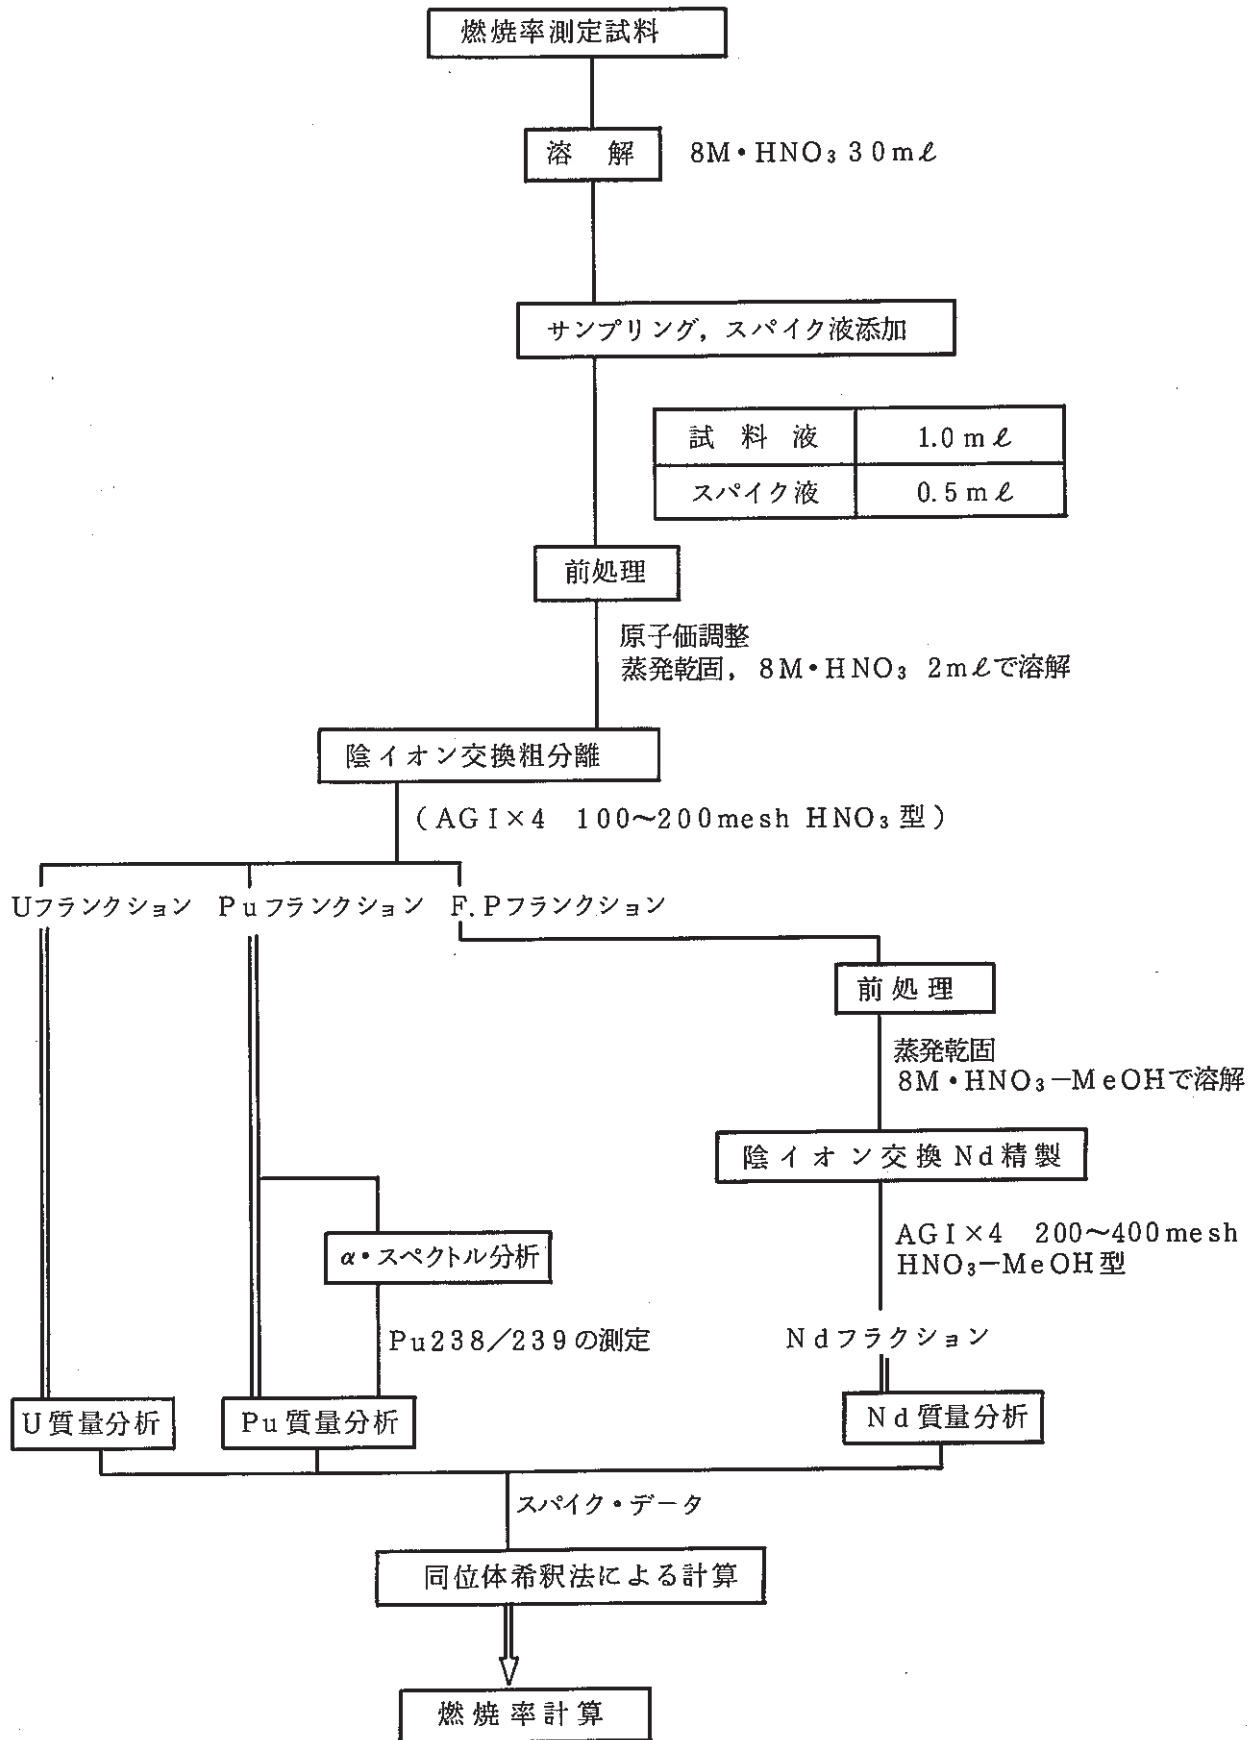 燃焼率測定試料
溶　解　8M・HNO₃ 30mℓ
サンプリング，スパイク液添加
試　料　液　1.0 mℓ
スパイク液　0.5 mℓ
前処理
原子価調整
蒸発乾固，8M・HNO₃ 2mℓで溶解
陰イオン交換粗分離
（AGI×4　100～200mesh HNO₃型）
Uフランクション　Puフランクション　F.Pフランクション
前処理
蒸発乾固
8M・HNO₃－MeOHで溶解
陰イオン交換Nd精製
AGI×4　200～400mesh
HNO₃－MeOH型
α・スペクトル分析
Pu238／239の測定
Ndフラクション
U質量分析　Pu質量分析　Nd質量分析
スパイク・データ
同位体希釈法による計算
燃焼率計算